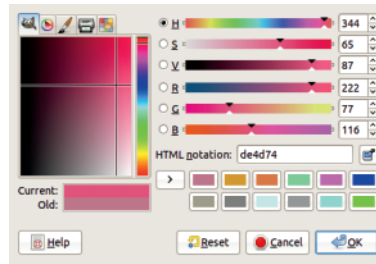 H 344
S 65
V 87
R 222
G 77
B 116
HTML notation: de4d74
>
Current:
Old:
Help Reset Cancel OK